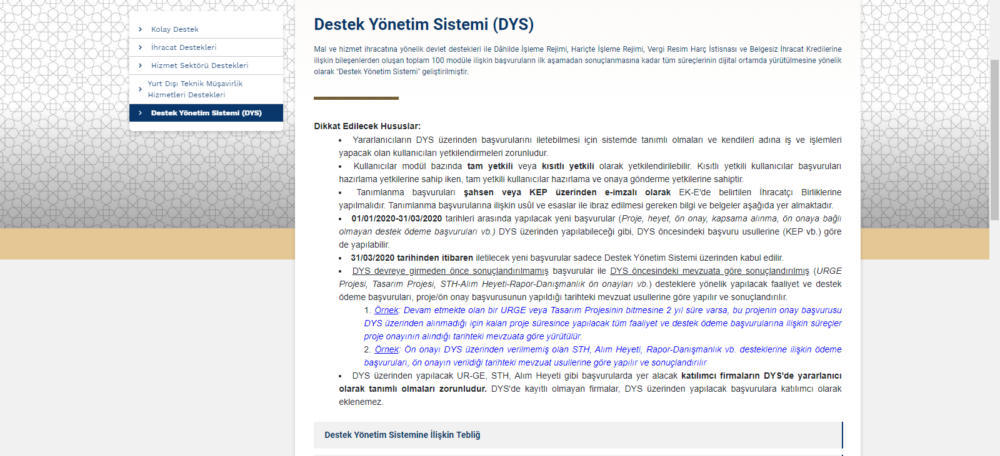 Kolay Destek
İhracat Destekleri
Hizmet Sektörü Destekleri
Yurt Dışı Teknik Müşavirlik
Hizmetleri Destekleri
Destek Yönetim Sistemi (DYS)
Destek Yönetim Sistemi (DYS)
Mal ve hizmet ihracatına yönelik devlet destekleri ile Dâhilde İşleme Rejimi, Hariçte İşleme Rejimi, Vergi Resim Harç İstisnası ve Belgesiz İhracat Kredilerine
ilişkin bileşenlerden oluşan toplam 100 modüle ilişkin başvuruların ilk aşamadan sonuçlanmasına kadar tüm süreçlerinin dijital ortamda yürütülmesine yönelik
olarak "Destek Yönetim Sistemi" geliştirilmiştir.
Dikkat Edilecek Hususlar:
• Yararlanıcıların DYS üzerinden başvurularını iletebilmesi için sistemde tanımlı olmaları ve kendileri adına iş ve işlemleri
yapacak olan kullanıcıları yetkilendirmeleri zorunludur.
• Kullanıcılar modül bazında tam yetkili veya kısıtlı yetkili olarak yetkilendirilebilir. Kısıtlı yetkili kullanıcılar başvuruları
hazırlama yetkilerine sahip iken, tam yetkili kullanıcılar hazırlama ve onaya gönderme yetkilerine sahiptir.
• Tanımlanma başvuruları şahsen veya KEP üzerinden e-imzalı olarak EK-E'de belirtilen İhracatçı Birliklerine
yapılmalıdır. Tanımlanma başvurularına ilişkin usûl ve esaslar ile ibraz edilmesi gereken bilgi ve belgeler aşağıda yer almaktadır.
• 01/01/2020-31/03/2020 tarihleri arasında yapılacak yeni başvurular (Proje, heyet, ön onay, kapsama alınma, ön onaya bağlı
olmayan destek ödeme başvuruları vb.) DYS üzerinden yapılabileceği gibi, DYS öncesindeki başvuru usullerine (KEP vb.) göre
de yapılabilir.
• 31/03/2020 tarihinden itibaren iletilecek yeni başvurular sadece Destek Yönetim Sistemi üzerinden kabul edilir.
• DYS devreye girmeden önce sonuçlandırılmamış başvurular ile DYS öncesindeki mevzuata göre sonuçlandırılmış (URGE
Projesi, Tasarım Projesi, STH-Alım Heyeti-Rapor-Danışmanlık ön onayları vb.) desteklere yönelik yapılacak faaliyet ve destek
ödeme başvuruları, proje/ön onay başvurusunun yapıldığı tarihteki mevzuat usullerine göre yapılır ve sonuçlandırılır.
1. Örnek: Devam etmekte olan bir URGE veya Tasarım Projesinin bitmesine 2 yıl süre varsa, bu projenin onay başvurusu
DYS üzerinden alınmadığı için kalan proje süresince yapılacak tüm faaliyet ve destek ödeme başvurularına ilişkin süreçler
proje onayının alındığı tarihteki mevzuata göre yürütülür.
2. Örnek: Ön onayı DYS üzerinden verilmemiş olan STH, Alım Heyeti, Rapor-Danışmanlık vb. desteklerine ilişkin ödeme
başvuruları, ön onayın verildiği tarihteki mevzuat usullerine göre yapılır ve sonuçlandırılır
• DYS üzerinden yapılacak UR-GE, STH, Alım Heyeti gibi başvurularda yer alacak katılımcı firmaların DYS'de yararlanıcı
olarak tanımlı olmaları zorunludur. DYS'de kayıtlı olmayan firmalar, DYS üzerinden yapılacak başvurulara katılımcı olarak
eklenemez.
Destek Yönetim Sistemine İlişkin Tebliğ